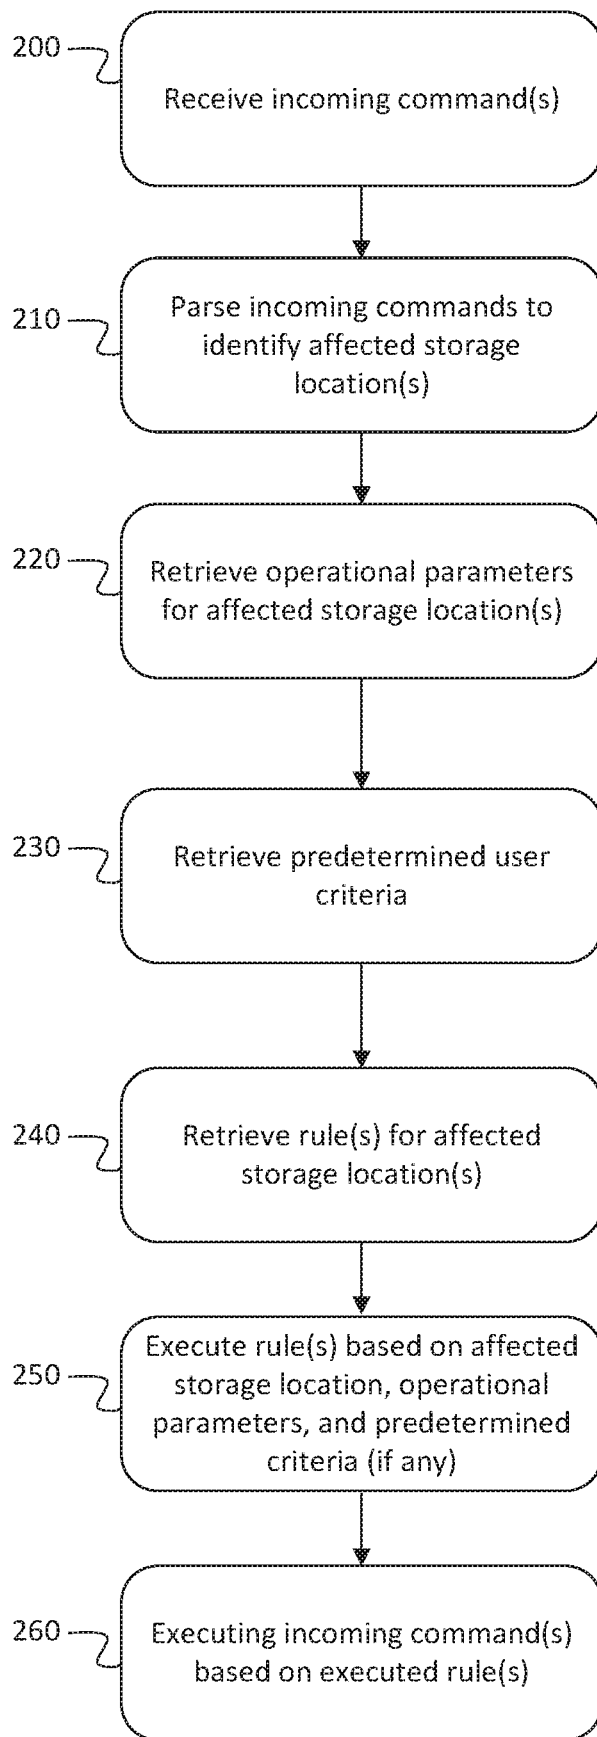 200
Receive incoming command(s)
210
Parse incoming commands to
identify affected storage
location(s)
220
Retrieve operational parameters
for affected storage location(s)
230
Retrieve predetermined user
criteria
240
Retrieve rule(s) for affected
storage location(s)
250
Execute rule(s) based on affected
storage location, operational
parameters, and predetermined
criteria (if any)
260
Executing incoming command(s)
based on executed rule(s)